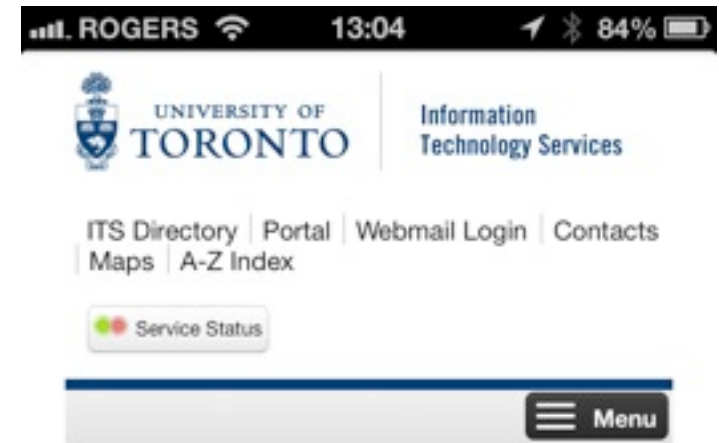 ROGERS 13:04 84%
UNIVERSITY OF
TORONTO
Information
Technology Services
ITS Directory Portal Webmail Login Contacts
Maps A-Z Index
Service Status
Menu